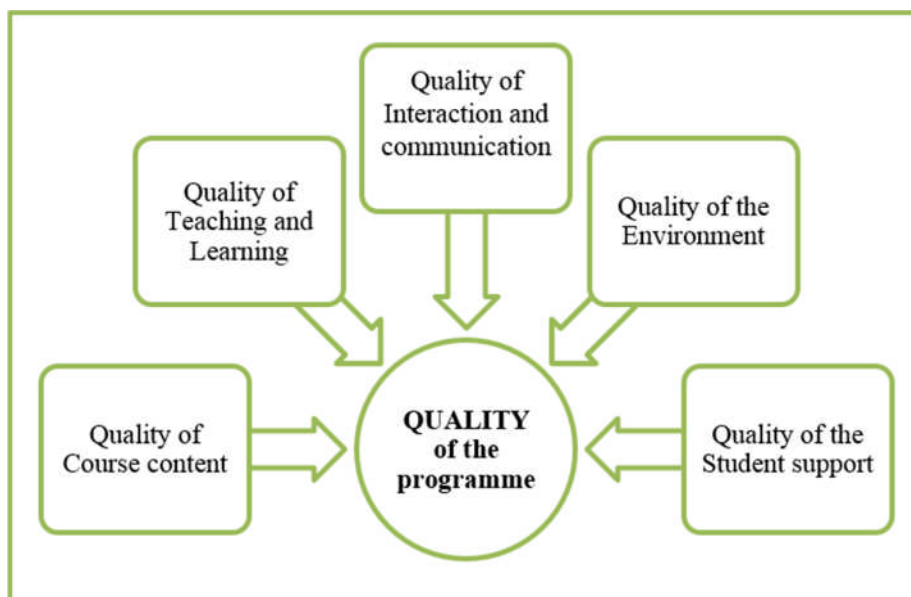 Quality of
Interaction and
communication
Quality of
Teaching and
Learning
Quality of the
Environment
Quality of
Course content
QUALITY
of the
programme
Quality of the
Student support